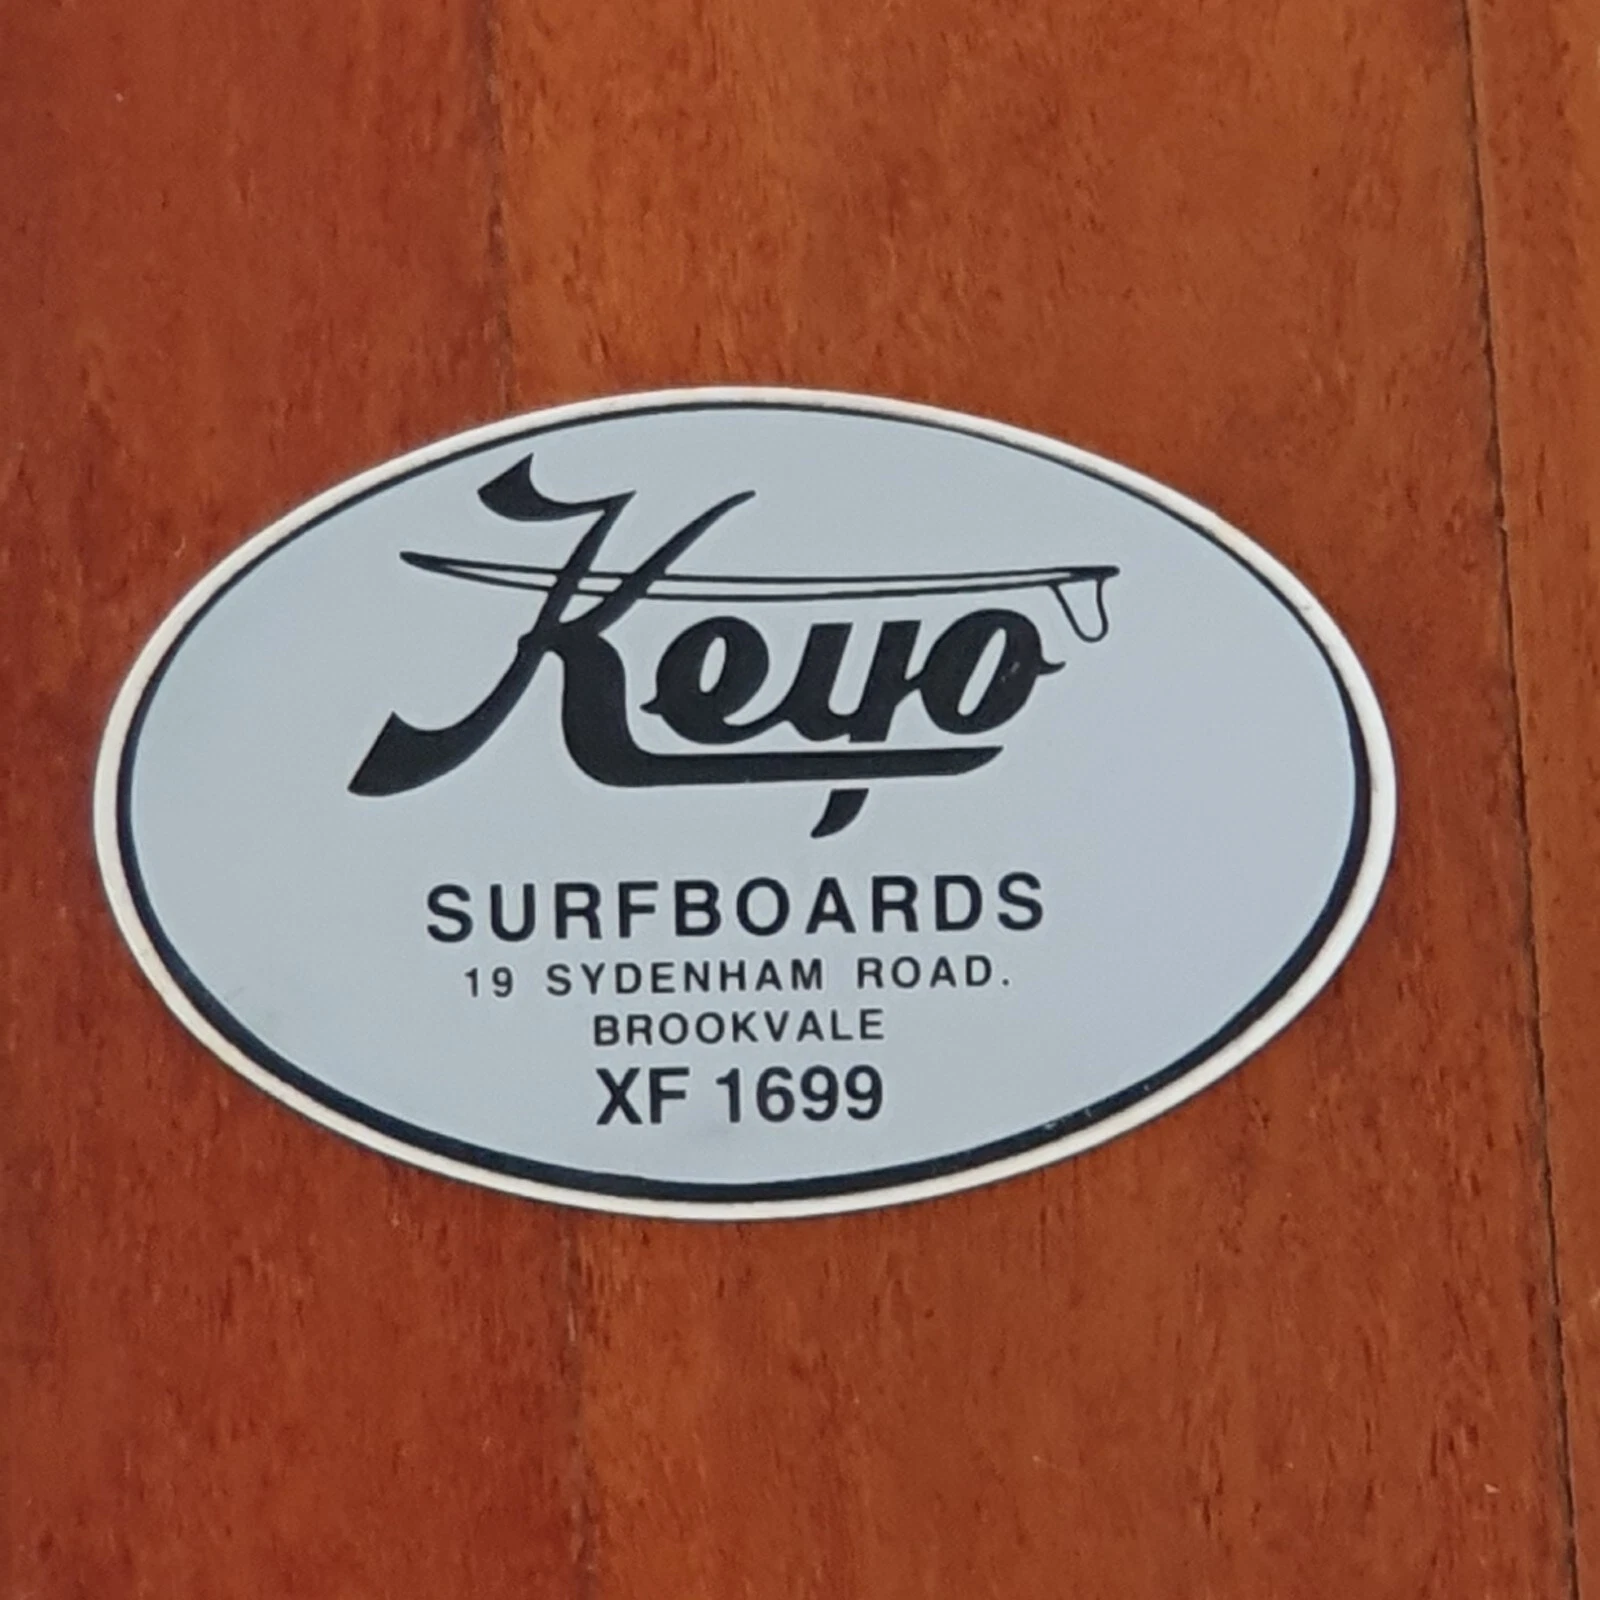 Keyo
SURFBOARDS
19 SYDENHAM ROAD.
BROOKVALE
XF 1699